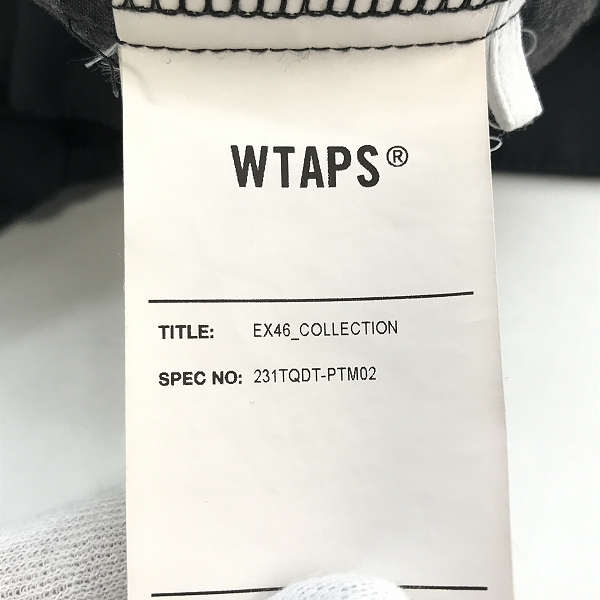 WTAPS®
TITLE: EX46_COLLECTION
SPEC NO: 231TQDT-PTM02